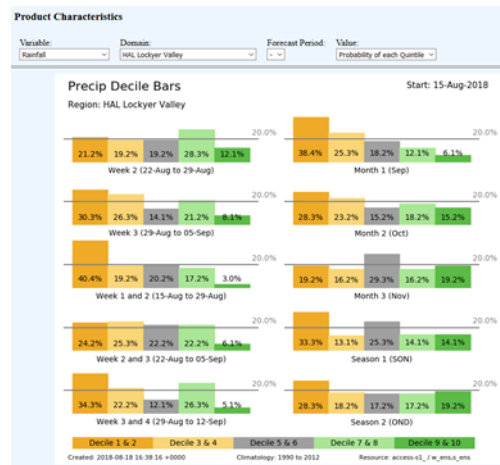 Product Characteristics
Variable: Domain: Forecast Period: Value:
Rainfall HAL Lockyer Valley - Probability of each Quintile
Precip Decile Bars Start: 15-Aug-2018
Region: HAL Lockyer Valley
20.0% 20.0%
21.2% 19.2% 19.2% 28.3% 12.1% 38.4% 25.3% 18.2% 12.1% 6.1%
Week 2 (22-Aug to 29-Aug) Month 1 (Sep)
20.0% 20.0%
30.3% 26.3% 14.1% 21.2% 8.1% 28.3% 23.2% 15.2% 18.2% 15.2%
Week 3 (29-Aug to 05-Sep) Month 2 (Oct)
20.0% 20.0%
40.4% 19.2% 20.2% 17.2% 3.0% 19.2% 16.2% 29.3% 16.2% 19.2%
Week 1 and 2 (15-Aug to 29-Aug) Month 3 (Nov)
20.0% 20.0%
24.2% 25.3% 22.2% 22.2% 6.1% 33.3% 13.1% 25.3% 14.1% 14.1%
Week 2 and 3 (22-Aug to 05-Sep) Season 1 (SON)
20.0% 20.0%
34.3% 22.2% 12.1% 26.3% 5.1% 28.3% 18.2% 17.2% 17.2% 19.2%
Week 3 and 4 (29-Aug to 12-Sep) Season 2 (OND)
Decile 1 & 2 Decile 3 & 4 Decile 5 & 6 Decile 7 & 8 Decile 9 & 10
Created: 2018-08-18 16:38:16 +0000 Climatology: 1990 to 2012 Resource: access-s1_/ w_ens,s_ens